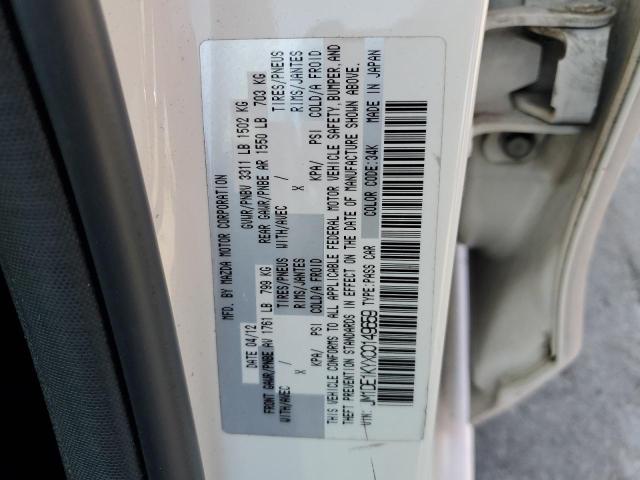 MFD. BY MAZDA MOTOR CORPORATION
DATE 04/12 GVWR/PNBV 3311 LB 1502 KG
FRONT GAWR/PNBE AV 1761 LB 799 KG REAR GAWR/PNBE AR 1550 LB 703 KG
WITH/AVEC TIRES/PNEUS WITH/AVEC TIRES/PNEUS
X RIMS/JANTES X RIMS/JANTES
KPA/ PSI COLD/A FROID KPA/ PSI COLD/A FROID
THIS VEHICLE CONFORMS TO ALL APPLICABLE FEDERAL MOTOR VEHICLE SAFETY, BUMPER, AND
THEFT PREVENTION STANDARDS IN EFFECT ON THE DATE OF MANUFACTURE SHOWN ABOVE.
VIN: JM1DE1KYXC0149659 TYPE:PASS CAR COLOR CODE:34K MADE IN JAPAN